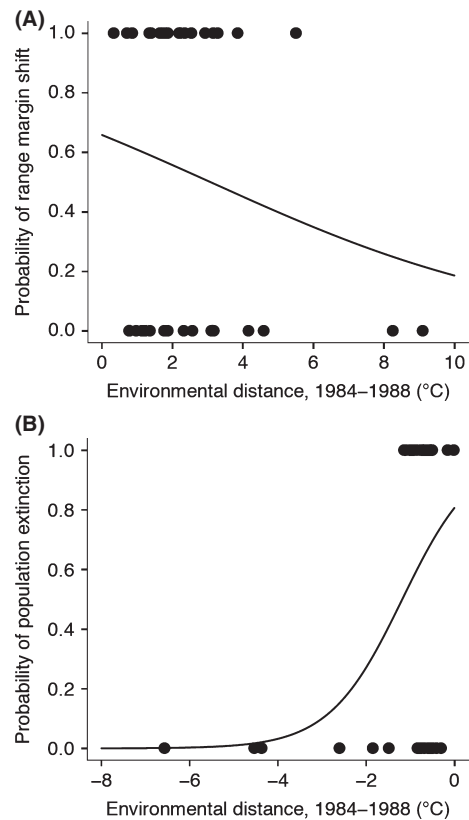 (A)
Probability of range margin shift
1.0
0.8
0.6
0.4
0.2
0.0
0 2 4 6 8 10
Environmental distance, 1984–1988 (°C)
(B)
Probability of population extinction
1.0
0.8
0.6
0.4
0.2
0.0
−8 −6 −4 −2 0
Environmental distance, 1984–1988 (°C)